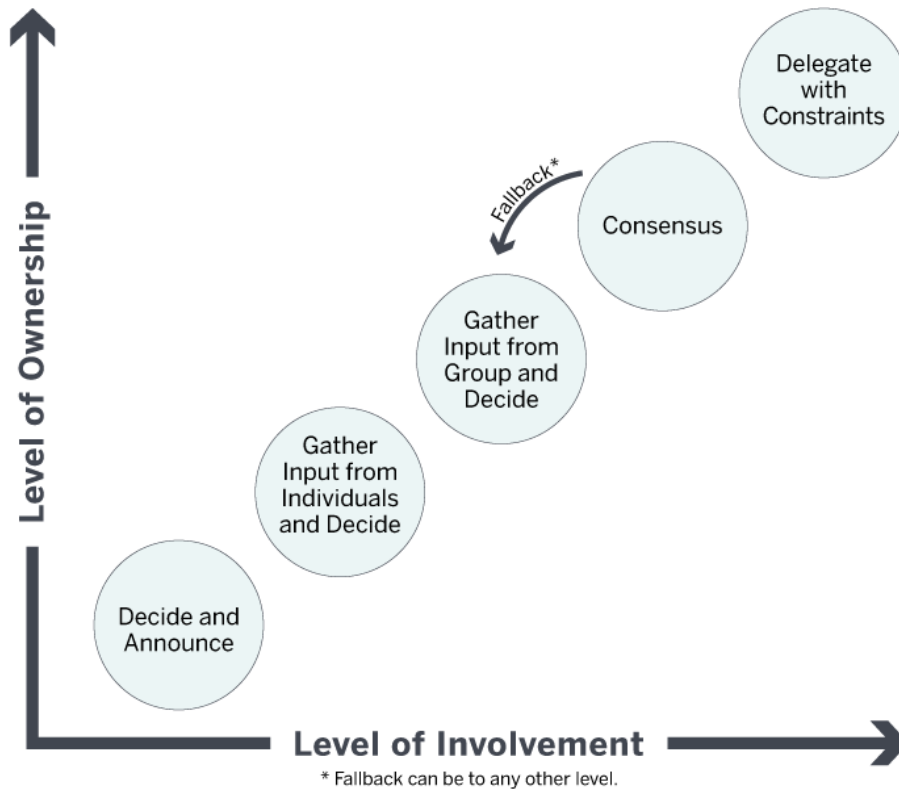 Delegate
with
Constraints
Fallback*
Consensus
Gather
Input from
Group and
Decide
Gather
Input from
Individuals
and Decide
Decide and
Announce
Level of Ownership
Level of Involvement
* Fallback can be to any other level.